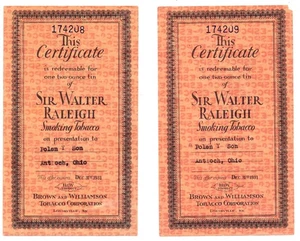 174208
This
Certificate
is redeemable for
one two-ounce tin
of
SIR WALTER
RALEIGH
Smoking Tobacco
on presentation to
Polen & Son
Antioch, Ohio
BROWN AND WILLIAMSON
TOBACCO CORPORATION
174209
This
Certificate
is redeemable for
one two-ounce tin
of
SIR WALTER
RALEIGH
Smoking Tobacco
on presentation to
Polen & Son
Antioch, Ohio
BROWN AND WILLIAMSON
TOBACCO CORPORATION